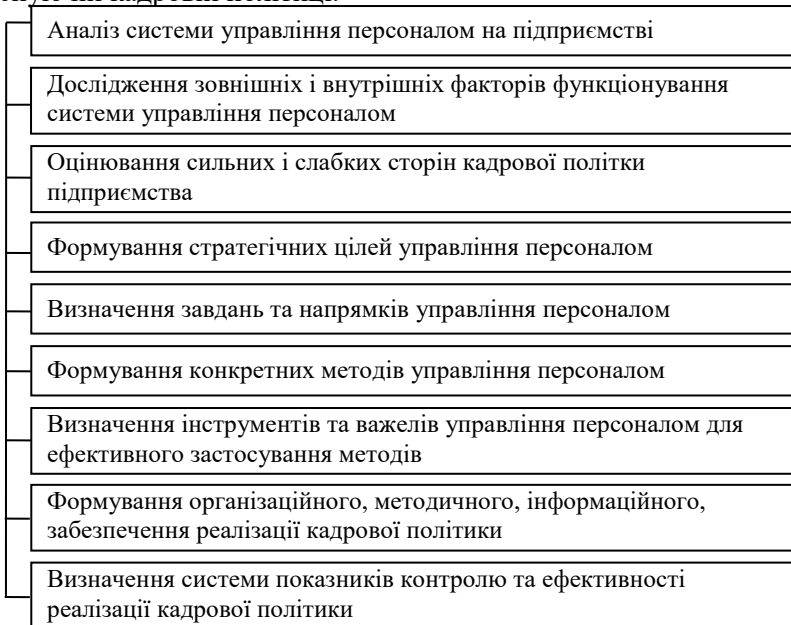 кадровій політиці.
Аналіз системи управління персоналом на підприємстві
Дослідження зовнішніх і внутрішніх факторів функціонування
системи управління персоналом
Оцінювання сильних і слабких сторін кадрової політки
підприємства
Формування стратегічних цілей управління персоналом
Визначення завдань та напрямків управління персоналом
Формування конкретних методів управління персоналом
Визначення інструментів та важелів управління персоналом для
ефективного застосування методів
Формування організаційного, методичного, інформаційного,
забезпечення реалізації кадрової політики
Визначення системи показників контролю та ефективності
реалізації кадрової політики